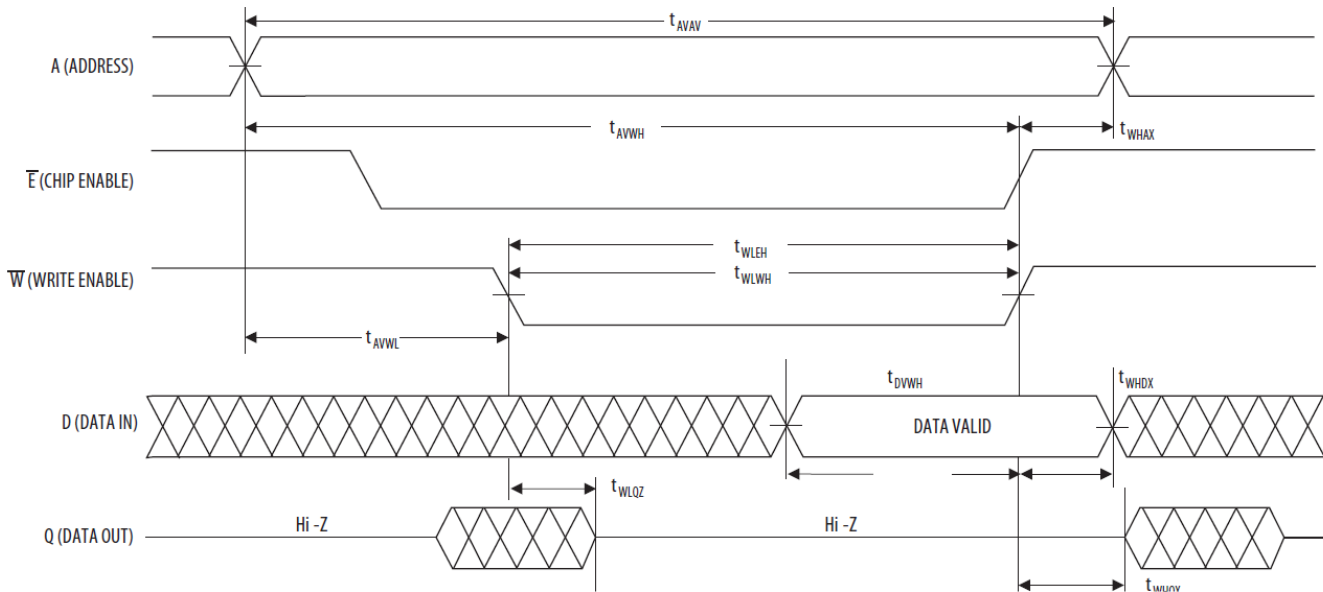 tAVAV
A (ADDRESS)
tAVWH
tWHAX
E (CHIP ENABLE)
tWLEH
W (WRITE ENABLE)
tWLWH
tAVWL
tDVWH
tWHDX
D (DATA IN)
DATA VALID
tWLQZ
Hi -Z
Hi -Z
Q (DATA OUT)